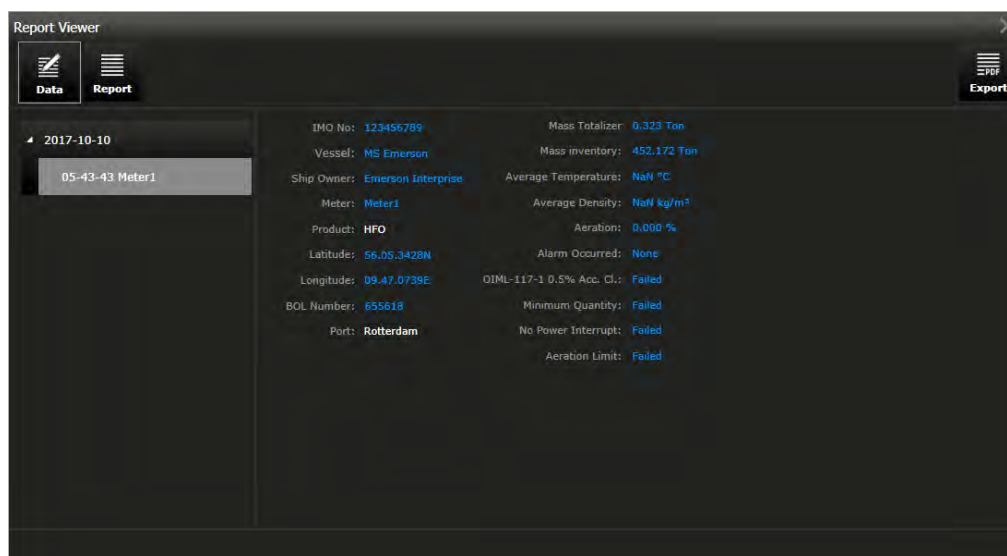 Report Viewer
Data Report
PDF
Export
2017-10-10
05-43-43 Meter1
IMO No: 123456789
Vessel: MS Emerson
Ship Owner: Emerson Interprise
Meter: Meter1
Product: HFO
Latitude: 56.05.3428N
Longitude: 09.47.0739E
BOL Number: 655618
Port: Rotterdam
Mass Totalizer 0.323 Ton
Mass inventory: 452.172 Ton
Average Temperature: NaN °C
Average Density: NaN kg/m³
Aeration: 0.000 %
Alarm Occurred: None
OIML-117-1 0.5% Acc. Cl.: Failed
Minimum Quantity: Failed
No Power Interrupt: Failed
Aeration Limit: Failed